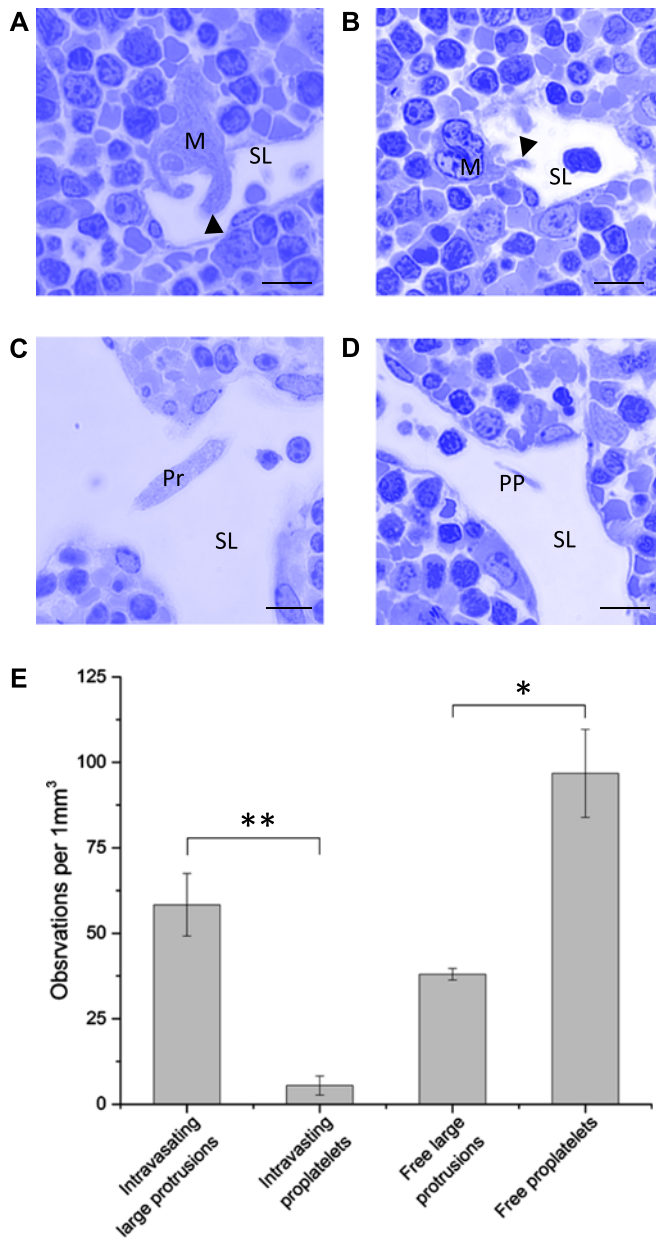 A
B
M
SL
M
SL
C
D
Pr
SL
PP
SL
E
125
100
75
50
25
0
Obsrvations per 1mm³
**
*
Intravasating
large protrusions
Intravasting
proplatelets
Free large
protrusions
Free proplatelets